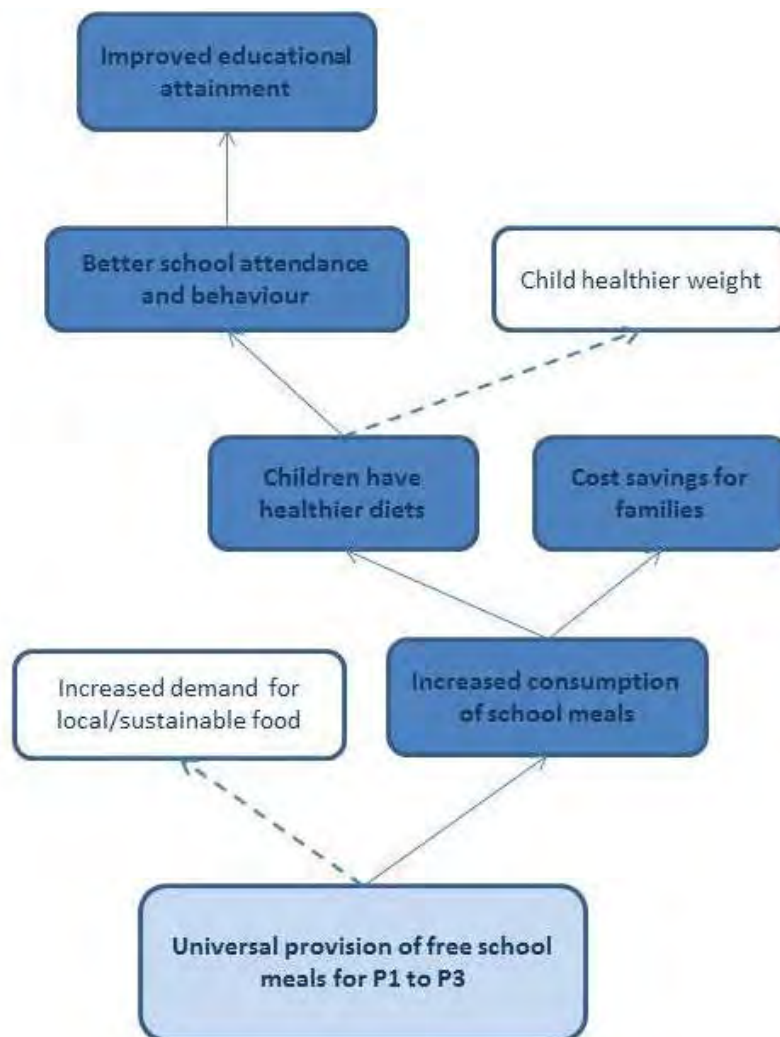 Improved educational
attainment
Better school attendance
and behaviour
Child healthier weight
Children have
healthier diets
Cost savings for
families
Increased demand for
local/sustainable food
Increased consumption
of school meals
Universal provision of free school
meals for P1 to P3